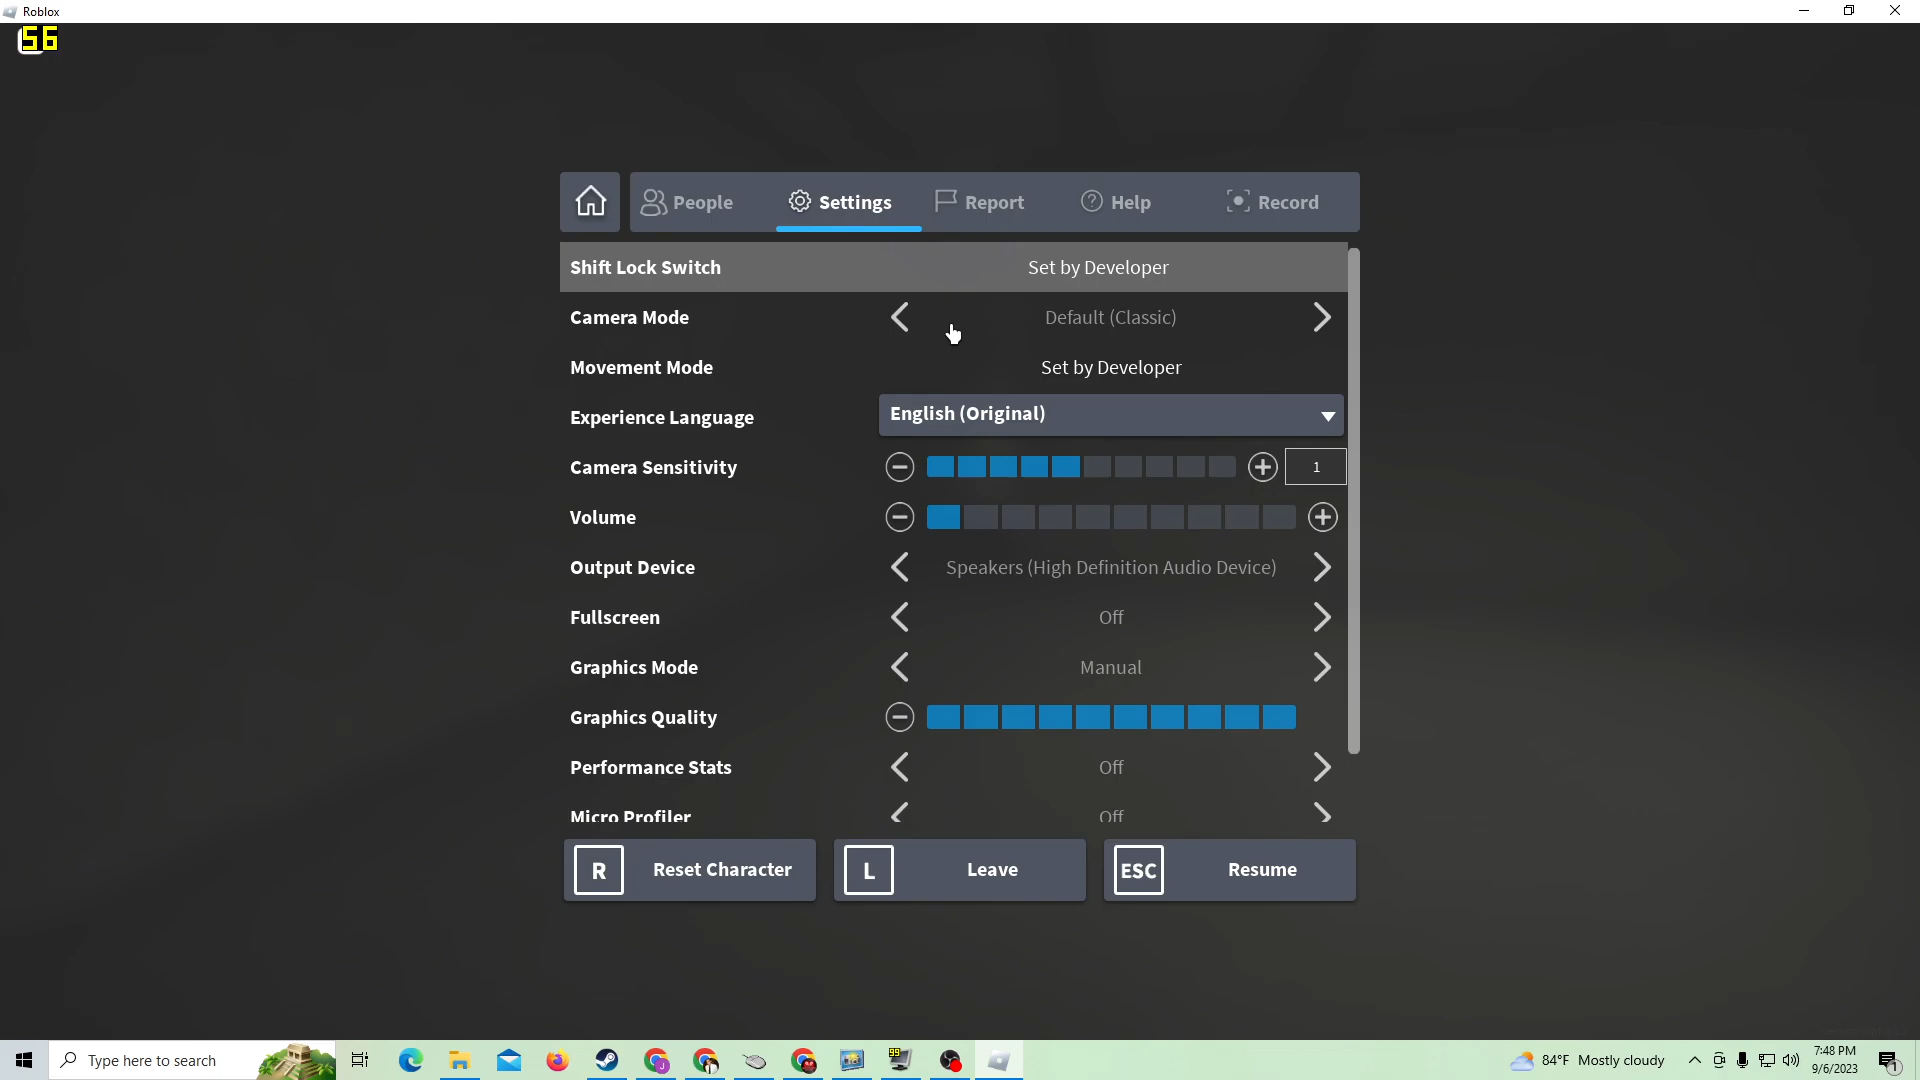 Roblox
56
People
Settings
Report
Help
Record
Shift Lock Switch
Set by Developer
Camera Mode
Default (Classic)
Movement Mode
Set by Developer
Experience Language
English (Original)
Camera Sensitivity
1
Volume
Output Device
Speakers (High Definition Audio Device)
Fullscreen
Off
Graphics Mode
Manual
Graphics Quality
Performance Stats
Off
Micro Profiler
Off
R
Reset Character
L
Leave
ESC
Resume
Type here to search
J
99
84°F Mostly cloudy
7:48 PM
9/6/2023
1